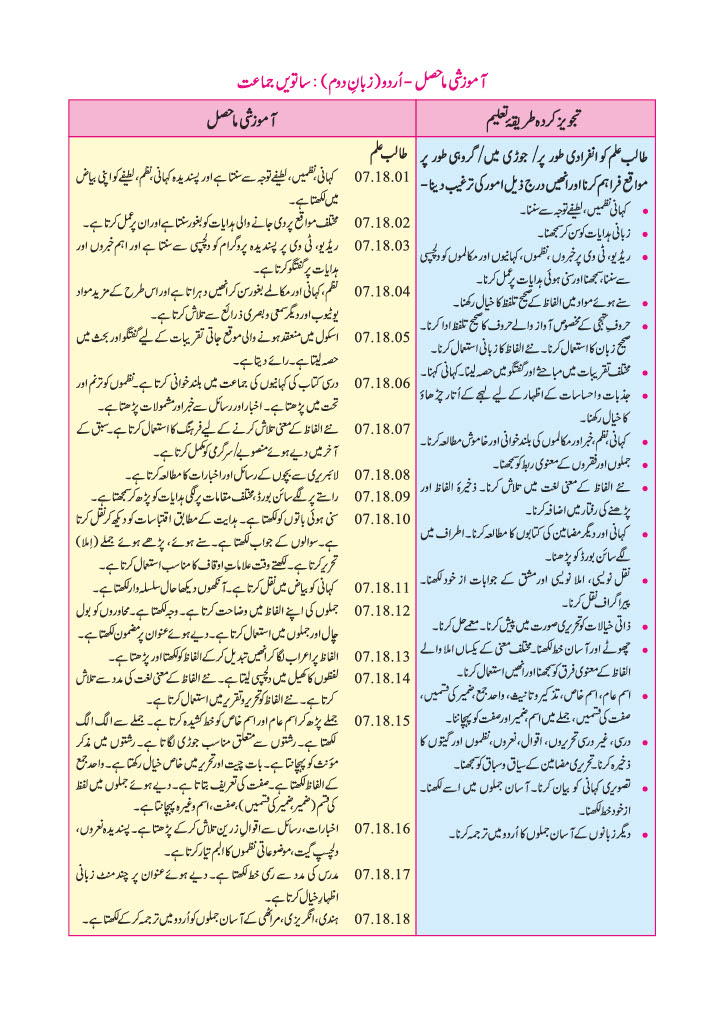 آموزشی ماحصل - اُردو (زبانِ دوم) : ساتویں جماعت
تجویز کردہ طریقۂ تعلیم
طالب علم کو انفرادی طور پر/ جوڑی میں/ گروہی طور پر
مواقع فراہم کرنا اور انھیں درج ذیل امور کی ترغیب دینا -
• کہانی نظمیں، لطیفے توجہ سے سننا۔
• زبانی ہدایات کو سن کر سمجھنا۔
• ریڈیو، ٹی وی پر خبروں، نظموں، کہانیوں اور مکالموں کو دلچسپی
سے سننا، سمجھنا اور سنی ہوئی ہدایات پر عمل کرنا۔
• سنے ہوئے مواد میں الفاظ کے صحیح تلفظ کا خیال رکھنا۔
• حروفِ تہجی کے مخصوص آواز والے حروف کا صحیح تلفظ ادا کرنا۔
صحیح زبان کا استعمال کرنا۔ نئے الفاظ کا زبانی استعمال کرنا۔
• مختلف تقریبات میں مباحثے اور گفتگو میں حصہ لینا۔ کہانی کہنا۔
• جذبات و احساسات کے اظہار کے لیے لہجے کے اُتار چڑھاؤ
کا خیال رکھنا۔
• کہانی، نظم، خبر اور مکالموں کی بلند خوانی اور خاموش مطالعہ کرنا۔
• جملوں اور فقروں کے معنوی ربط کو سمجھنا۔
• نئے الفاظ کے معنی لغت میں تلاش کرنا۔ ذخیرۂ الفاظ اور
پڑھنے کی رفتار میں اضافہ کرنا۔
• کہانی اور دیگر مضامین کی کتابوں کا مطالعہ کرنا۔ اطراف میں
لگے سائن بورڈ کو پڑھنا۔
• نقل نویسی، املا نویسی اور مشق کے جوابات از خود لکھنا۔
پیراگراف نقل کرنا۔
• ذاتی خیالات کو تحریری صورت میں پیش کرنا۔ معمے حل کرنا۔
• چھوٹے اور آسان خط لکھنا۔ مختلف معنی کے یکساں املا والے
الفاظ کے معنوی فرق کو سمجھنا اور انھیں استعمال کرنا۔
• اسم عام، اسم خاص، تذکیر و تانیث، واحد جمع، ضمیر کی قسمیں،
صفت کی قسمیں، جملے میں اسم، ضمیر اور صفت کو پہچاننا۔
• درسی، غیر درسی تحریروں، اقوال، نعروں، نظموں اور گیتوں کا
ذخیرہ کرنا۔ تحریری مضامین کے سیاق و سباق کو سمجھنا۔
• تصویری کہانی کو بیان کرنا۔ آسان جملوں میں اسے لکھنا۔
از خود خط لکھنا۔
• دیگر زبانوں کے آسان جملوں کا اُردو میں ترجمہ کرنا۔
آموزشی ماحصل
طالب علم
07.18.01 کہانی، نظمیں، لطیفے توجہ سے سنتا ہے اور پسندیدہ کہانی، نظم، لطیفے کو اپنی بیاض
میں لکھتا ہے۔
07.18.02 مختلف مواقع پر دی جانے والی ہدایات کو بغور سنتا ہے اور ان پر عمل کرتا ہے۔
07.18.03 ریڈیو، ٹی وی پر پسندیدہ پروگرام کو دلچسپی سے سنتا ہے اور اہم خبروں اور
ہدایات پر گفتگو کرتا ہے۔
07.18.04 نظم، کہانی اور مکالمے بغور سن کر انھیں دہراتا ہے اور اس طرح کے مزید مواد
یوٹیوب اور دیگر سمعی و بصری ذرائع سے تلاش کرتا ہے۔
07.18.05 اسکول میں منعقد ہونے والی موقع جاتی تقریبات کے لیے گفتگو اور بحث میں
حصہ لیتا ہے۔ رائے دیتا ہے۔
07.18.06 درسی کتاب کی کہانیوں کی جماعت میں بلند خوانی کرتا ہے۔ نظموں کو ترنم اور
تحت میں پڑھتا ہے۔ اخبار اور رسائل سے خبر اور مشمولات پڑھتا ہے۔
07.18.07 نئے الفاظ کے معنی تلاش کرنے کے لیے فرہنگ کا استعمال کرتا ہے۔ سبق کے
آخر میں دیے ہوئے منصوبے/سرگرمی کو مکمل کرتا ہے۔
07.18.08 لائبریری سے بچوں کے رسائل اور اخبارات کا مطالعہ کرتا ہے۔
07.18.09 راستے پر لگے سائن بورڈ، مختلف مقامات پر لگی ہدایات کو پڑھ کر سمجھتا ہے۔
07.18.10 سنی ہوئی باتوں کو لکھتا ہے۔ ہدایت کے مطابق اقتباسات کو دیکھ کر نقل کرتا
ہے۔ سوالوں کے جواب لکھتا ہے۔ سنے ہوئے، پڑھے ہوئے جملے (املا)
تحریر کرتا ہے۔ لکھتے وقت علاماتِ اوقاف کا مناسب استعمال کرتا ہے۔
07.18.11 کہانی کو بیاض میں نقل کرتا ہے۔ آنکھوں دیکھا حال سلسلہ وار لکھتا ہے۔
07.18.12 جملوں کی اپنے الفاظ میں وضاحت کرتا ہے۔ وجہ لکھتا ہے۔ محاوروں کو بول
چال اور جملوں میں استعمال کرتا ہے۔ دیے ہوئے عنوان پر مضمون لکھتا ہے۔
07.18.13 الفاظ پر اعراب لگا کر انھیں تبدیل کر کے الفاظ کو لکھتا اور پڑھتا ہے۔
07.18.14 لفظوں کا کھیل میں دلچسپی لیتا ہے۔ نئے الفاظ کے معنی لغت کی مدد سے تلاش
کرتا ہے۔ نئے الفاظ کو تحریر و تقریر میں استعمال کرتا ہے۔
07.18.15 جملے پڑھ کر اسم عام اور اسم خاص کو خط کشیدہ کرتا ہے۔ جملے سے الگ الگ
لکھتا ہے۔ رشتوں سے متعلق مناسب جوڑی لگاتا ہے۔ رشتوں میں مذکر
مؤنث کو پہچانتا ہے۔ بات چیت اور تحریر میں خاص خیال رکھتا ہے۔ واحد جمع
کے الفاظ لکھتا ہے۔ صفت کی تعریف بتاتا ہے۔ دیے ہوئے جملوں میں لفظ
کی قسم (ضمیر، ضمیر کی قسمیں)، صفت، اسم وغیرہ پہچانتا ہے۔
07.18.16 اخبارات، رسائل سے اقوالِ زرین تلاش کر کے پڑھتا ہے۔ پسندیدہ نعروں،
دلچسپ گیت، موضوعاتی نظموں کا البم تیار کرتا ہے۔
07.18.17 مدرس کی مدد سے رسمی خط لکھتا ہے۔ دیے ہوئے عنوان پر چند منٹ زبانی
اظہارِ خیال کرتا ہے۔
07.18.18 ہندی، انگریزی، مراٹھی کے آسان جملوں کو اُردو میں ترجمہ کر کے لکھتا ہے۔